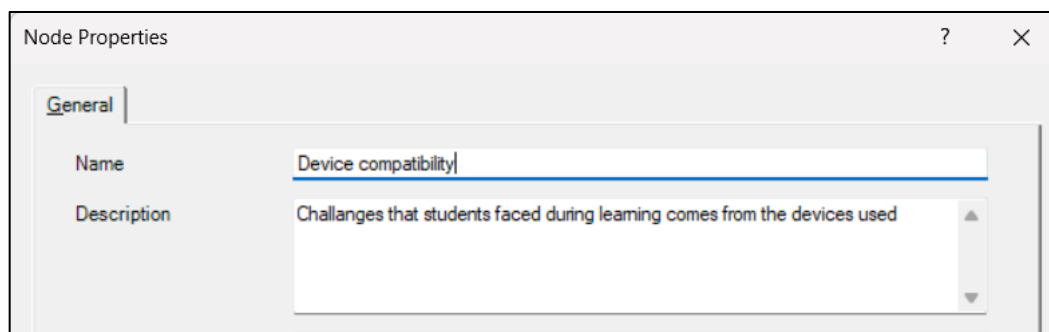 Node Properties ? ×
General
Name Device compatibility
Description Challanges that students faced during learning comes from the devices used